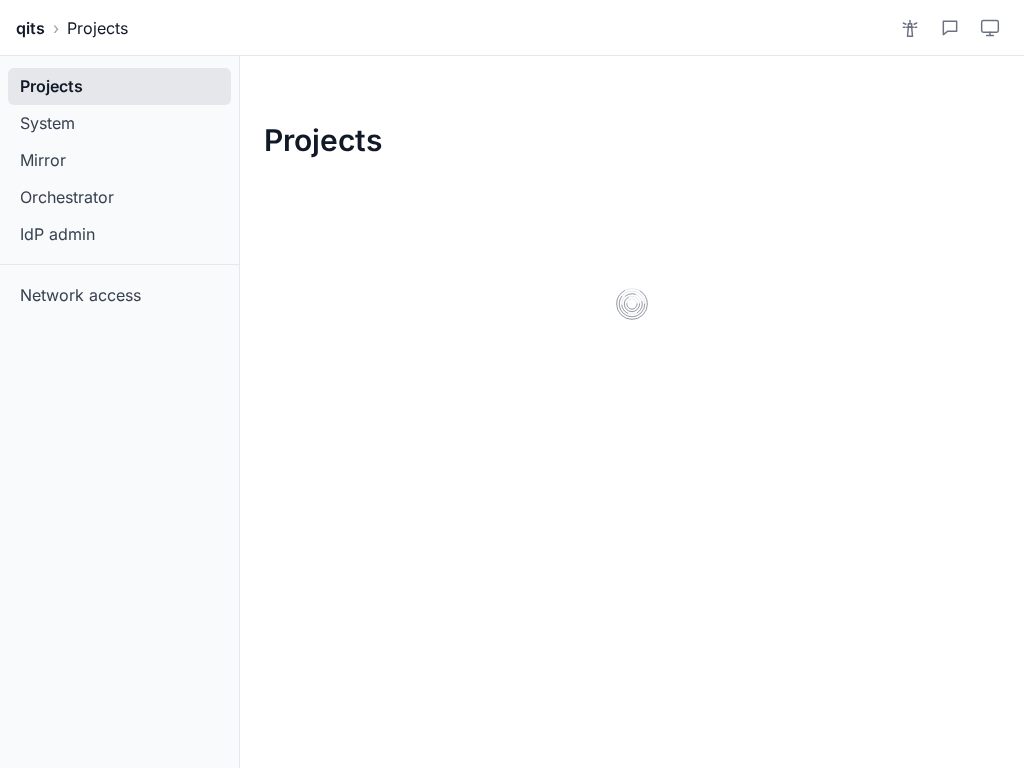 qits › Projects
Projects
System
Mirror
Orchestrator
IdP admin
Network access
Projects